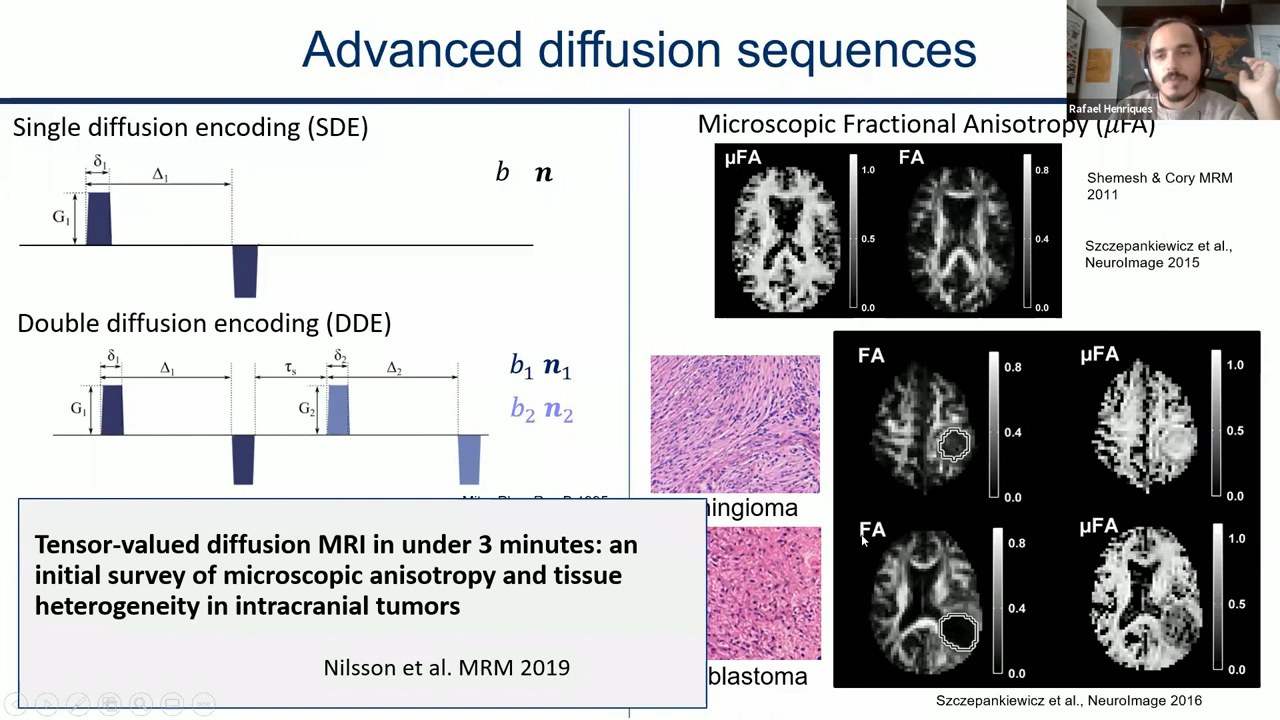 Advanced diffusion sequences
Rafael Henriques
Single diffusion encoding (SDE)
δ₁
Δ₁
G₁
b n
Double diffusion encoding (DDE)
δ₁
Δ₁
τₛ
δ₂
Δ₂
G₁
G₂
b₁ n₁
b₂ n₂
Tensor-valued diffusion MRI in under 3 minutes: an
initial survey of microscopic anisotropy and tissue
heterogeneity in intracranial tumors
Nilsson et al. MRM 2019
Microscopic Fractional Anisotropy (μFA)
μFA
1.0
0.5
0.0
FA
0.8
0.4
0.0
Shemesh & Cory MRM
2011
Szczepankiewicz et al.,
NeuroImage 2015
FA
0.8
0.4
0.0
μFA
1.0
0.5
0.0
ningioma
FA
0.8
0.4
0.0
μFA
1.0
0.5
0.0
blastoma
Szczepankiewicz et al., NeuroImage 2016